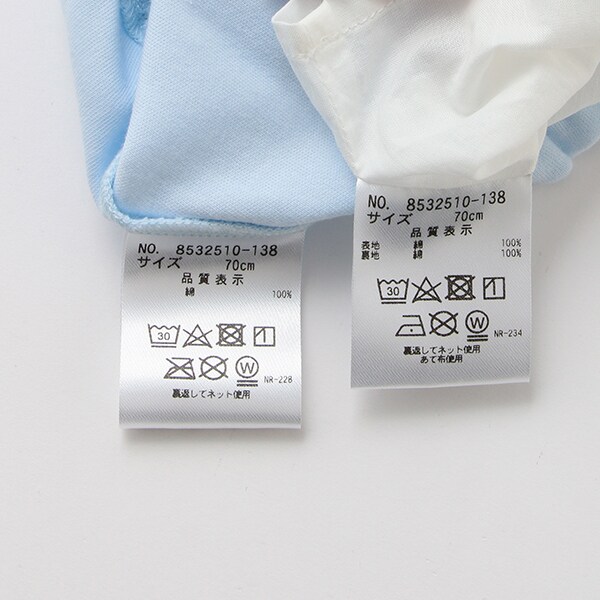 NO. 8532510-138
サイズ 70cm
品質表示
綿 100%
30
W
NR-228
裏返してネット使用
NO. 8532510-138
サイズ 70cm
品質表示
表地 綿 100%
裏地 綿 100%
30
W
NR-234
裏返してネット使用
あて布使用